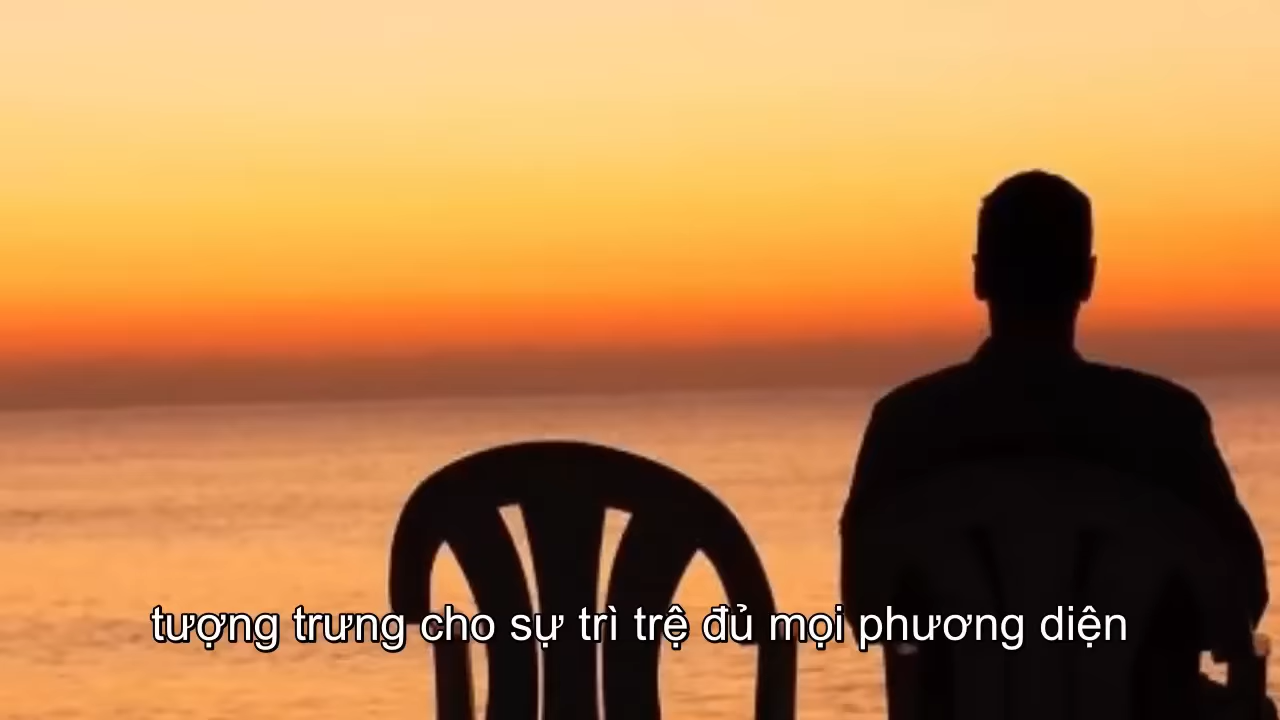 tượng trưng cho sự trì trệ đủ mọi phương diện